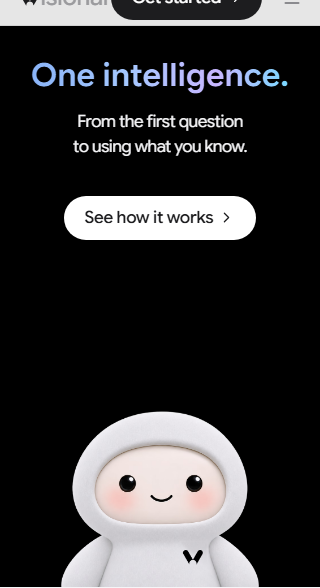 Get started
One intelligence.
From the first question
to using what you know.
See how it works